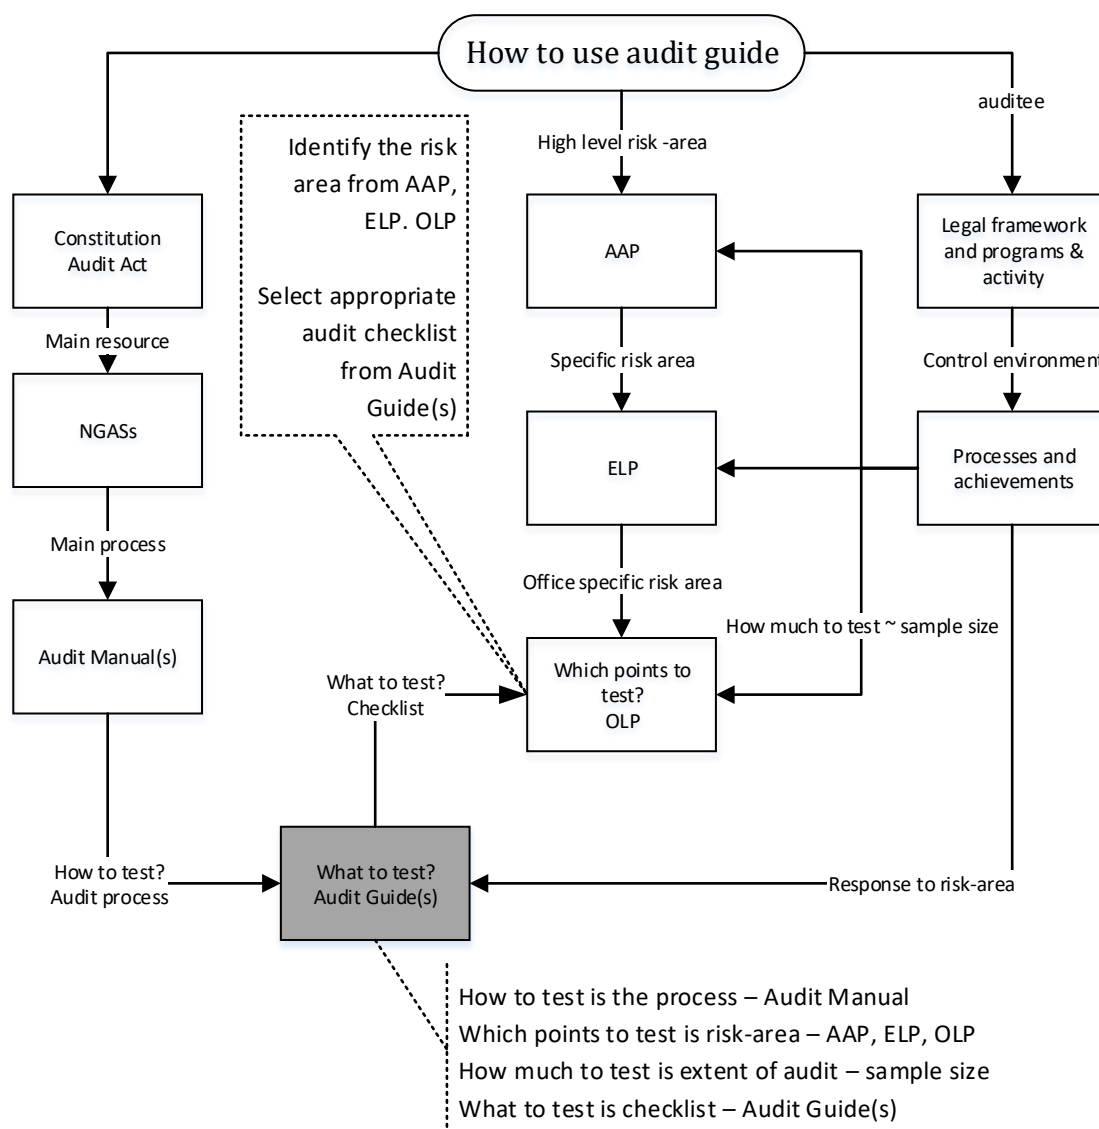 How to use audit guide
auditee
High level risk -area
Identify the risk
area from AAP,
ELP. OLP
Select appropriate
audit checklist
from Audit
Guide(s)
Constitution
Audit Act
AAP
Legal framework
and programs &
activity
Main resource
Specific risk area
Control environment
NGASs
ELP
Processes and
achievements
Main process
Office specific risk area
How much to test ~ sample size
Audit Manual(s)
What to test?
Checklist
Which points to
test?
OLP
How to test?
Audit process
What to test?
Audit Guide(s)
Response to risk-area
How to test is the process – Audit Manual
Which points to test is risk-area – AAP, ELP, OLP
How much to test is extent of audit – sample size
What to test is checklist – Audit Guide(s)